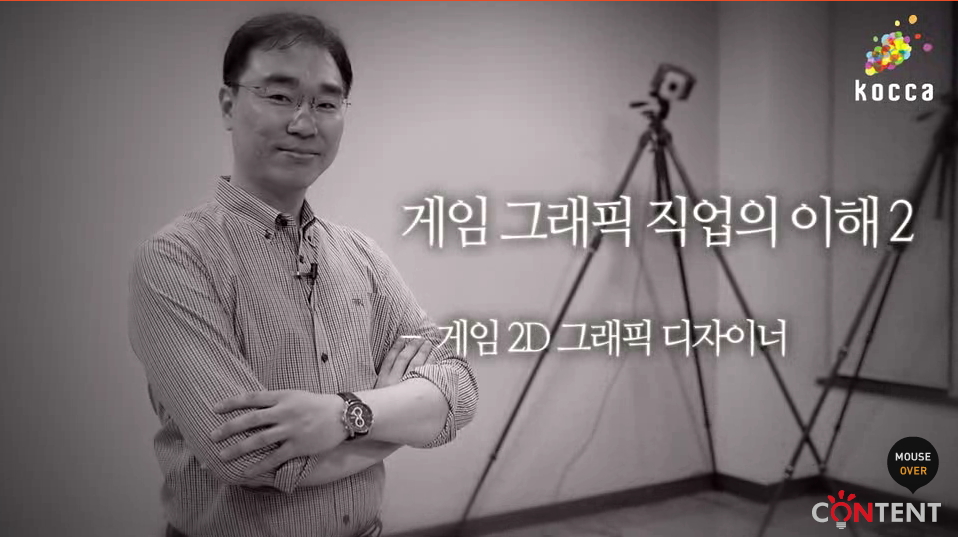 kocca
게임 그래픽 직업의 이해 2
- 게임 2D 그래픽 디자이너
MOUSE
OVER
CONTENT